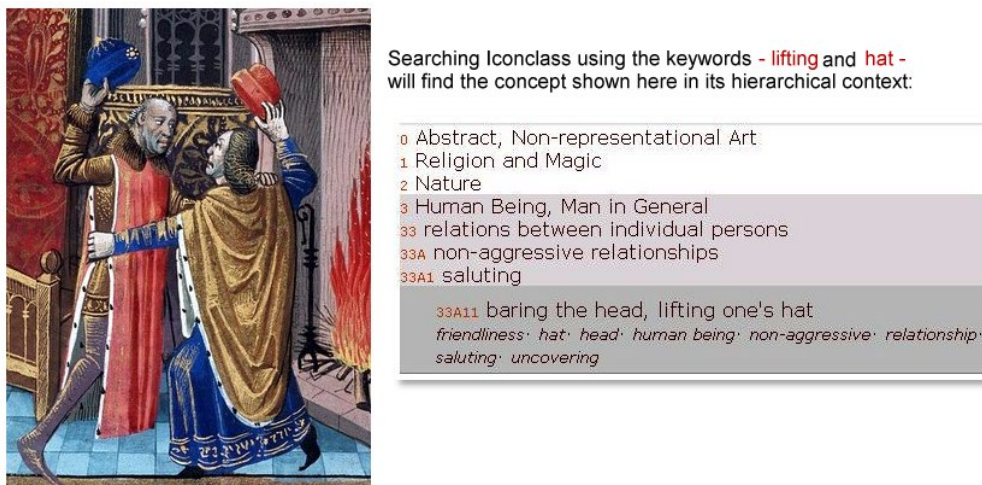 Searching Iconclass using the keywords - lifting and hat -
will find the concept shown here in its hierarchical context:
0 Abstract, Non-representational Art
1 Religion and Magic
2 Nature
3 Human Being, Man in General
33 relations between individual persons
33A non-aggressive relationships
33A1 saluting
33A11 baring the head, lifting one's hat
friendliness· hat· head· human being· non-aggressive· relationship·
saluting· uncovering